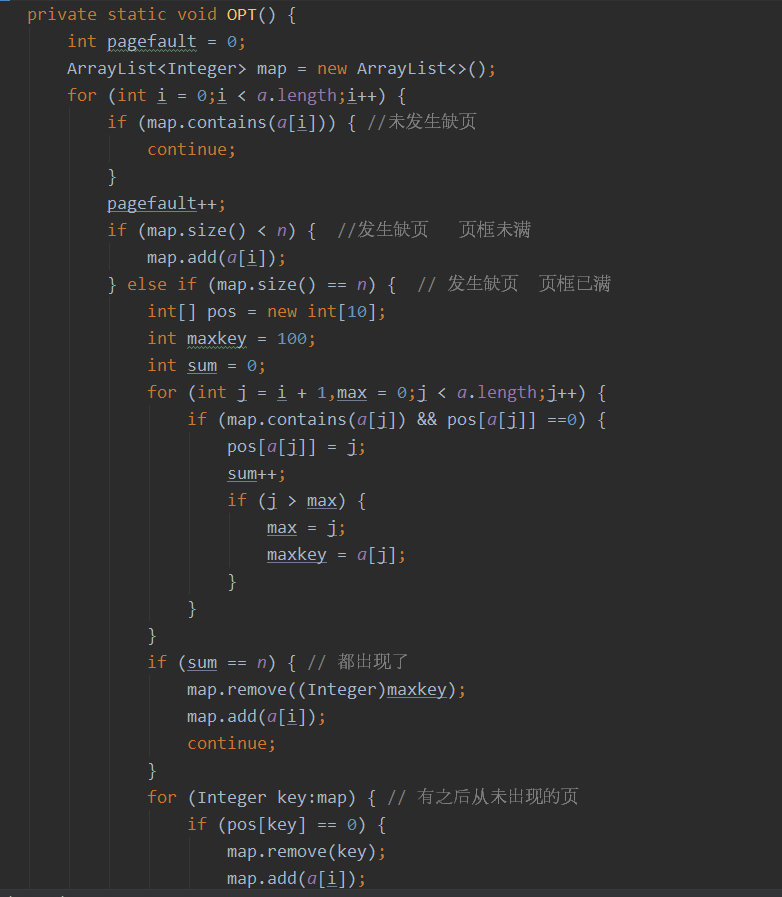 private static void OPT() {
int pagefault = 0;
ArrayList<Integer> map = new ArrayList<>();
for (int i = 0;i < a.length;i++) {
if (map.contains(a[i])) { //未发生缺页
continue;
}
pagefault++;
if (map.size() < n) {  //发生缺页   页框未满
map.add(a[i]);
} else if (map.size() == n) {  // 发生缺页  页框已满
int[] pos = new int[10];
int maxkey = 100;
int sum = 0;
for (int j = i + 1,max = 0;j < a.length;j++) {
if (map.contains(a[j]) && pos[a[j]] ==0) {
pos[a[j]] = j;
sum++;
if (j > max) {
max = j;
maxkey = a[j];
}
}
}
if (sum == n) { // 都出现了
map.remove((Integer)maxkey);
map.add(a[i]);
continue;
}
for (Integer key:map) { // 有之后从未出现的页
if (pos[key] == 0) {
map.remove(key);
map.add(a[i]);